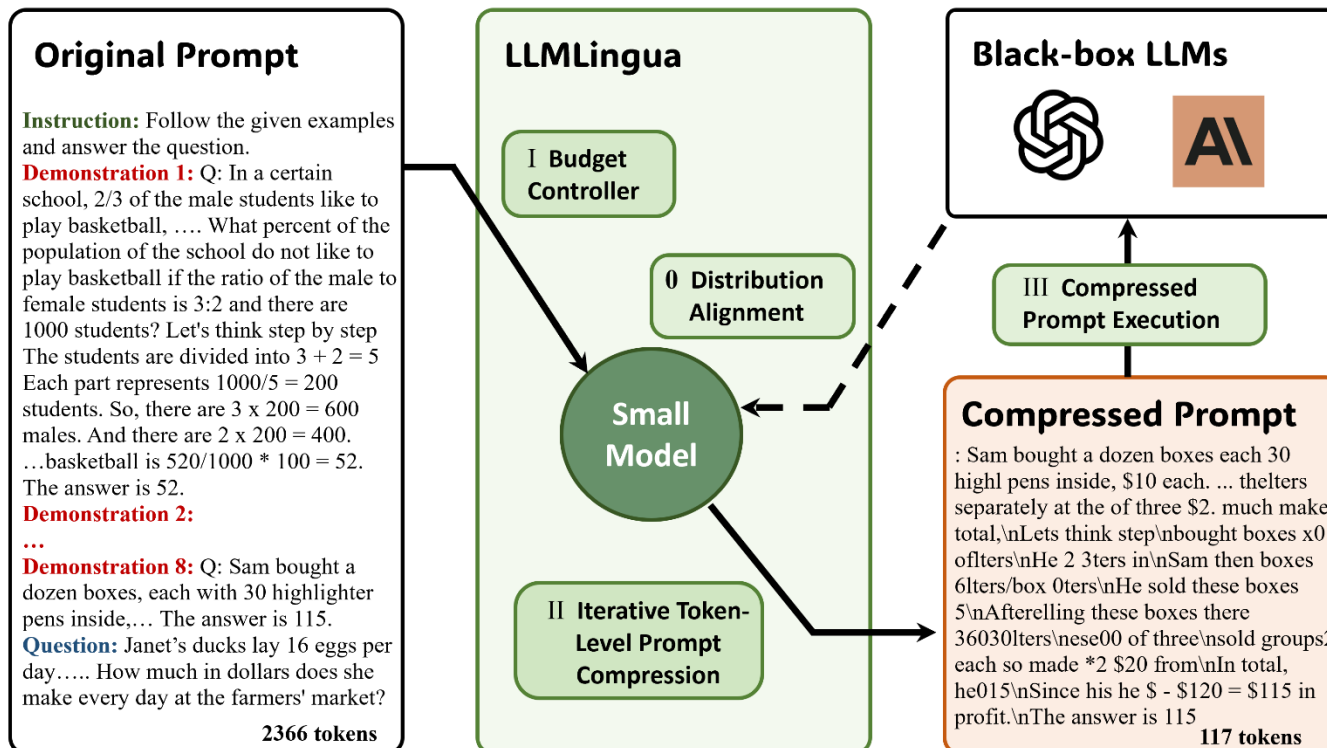 Original Prompt
Instruction: Follow the given examples
and answer the question.
Demonstration 1: Q: In a certain
school, 2/3 of the male students like to
play basketball, …. What percent of the
population of the school do not like to
play basketball if the ratio of the male to
female students is 3:2 and there are
1000 students? Let's think step by step
The students are divided into 3 + 2 = 5
Each part represents 1000/5 = 200
students. So, there are 3 x 200 = 600
males. And there are 2 x 200 = 400.
…basketball is 520/1000 * 100 = 52.
The answer is 52.
Demonstration 2:
…
Demonstration 8: Q: Sam bought a
dozen boxes, each with 30 highlighter
pens inside,… The answer is 115.
Question: Janet’s ducks lay 16 eggs per
day….. How much in dollars does she
make every day at the farmers' market?
2366 tokens
LLMLingua
I Budget
Controller
0 Distribution
Alignment
Small
Model
II Iterative Token-
Level Prompt
Compression
Black-box LLMs
AI
III Compressed
Prompt Execution
Compressed Prompt
: Sam bought a dozen boxes each 30
highl pens inside, $10 each. ... thelters
separately at the of three $2. much make
total,\nLets think step\nbought boxes x0
oflters\nHe 2 3ters in\nSam then boxes
6lters/box 0ters\nHe sold these boxes
5\nAfterelling these boxes there
36030lters\nese00 of three\nsold groups2
each so made *2 $20 from\nIn total,
he015\nSince his he $ - $120 = $115 in
profit.\nThe answer is 115
117 tokens